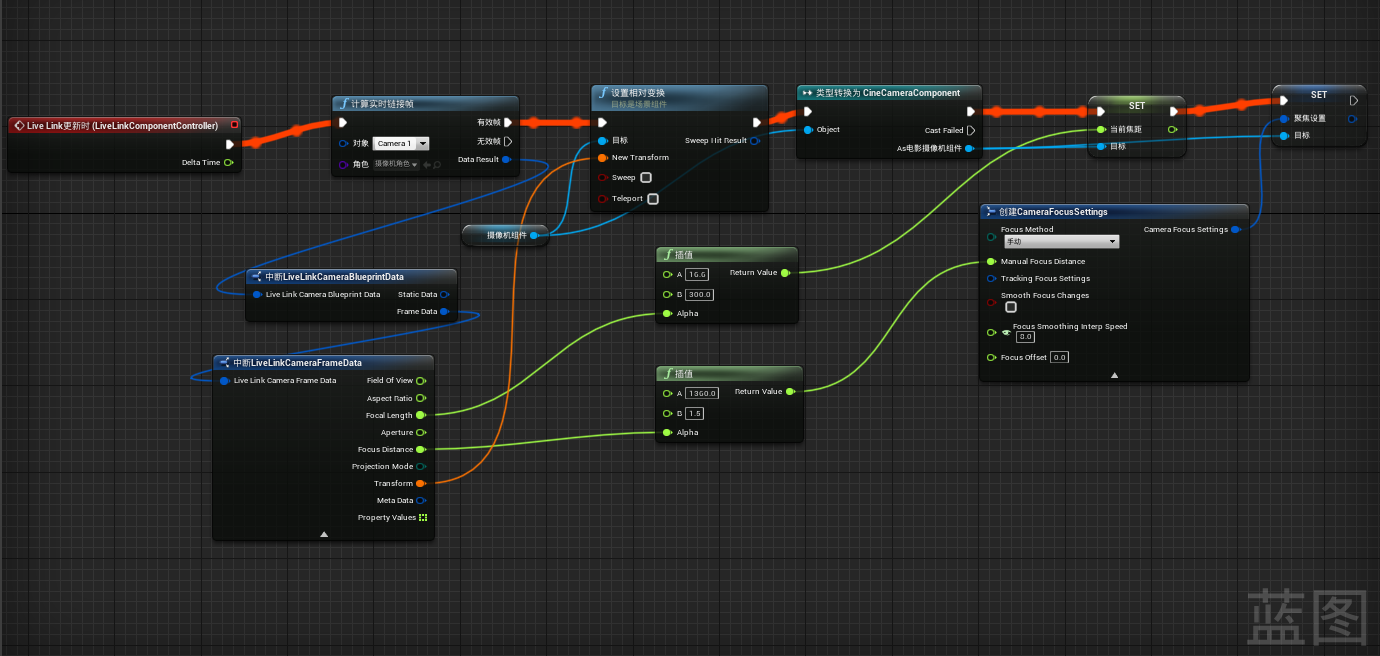 Live Link更新时 (LiveLinkComponentController)
Delta Time
计算实时链接帧
有效帧
对象 Camera 1
无效帧
角色 摄像机角色
Data Result
设置相对变换
目标是场景组件
目标
Sweep Hit Result
New Transform
Sweep
Teleport
类型转换为 CineCameraComponent
Object
Cast Failed
As电影摄像机组件
SET
当前焦距
目标
SET
聚焦设置
目标
摄像机组件
中断LiveLinkCameraBlueprintData
Live Link Camera Blueprint Data
Static Data
Frame Data
中断LiveLinkCameraFrameData
Live Link Camera Frame Data
Field Of View
Aspect Ratio
Focal Length
Aperture
Focus Distance
Projection Mode
Transform
Meta Data
Property Values
插值
A 16.6
Return Value
B 300.0
Alpha
插值
A 1360.0
Return Value
B 1.5
Alpha
创建CameraFocusSettings
Focus Method
手动
Camera Focus Settings
Manual Focus Distance
Tracking Focus Settings
Smooth Focus Changes
Focus Smoothing Interp Speed
0.0
Focus Offset 0.0
蓝图